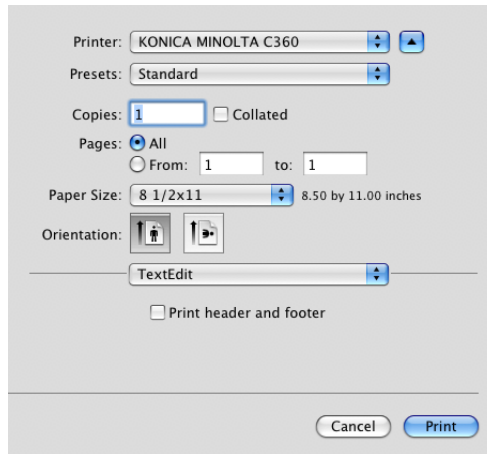 Printer: KONICA MINOLTA C360
Presets: Standard
Copies: 1 Collated
Pages: All
From: 1 to: 1
Paper Size: 8 1/2x11 8.50 by 11.00 inches
Orientation:
TextEdit
Print header and footer
Cancel Print